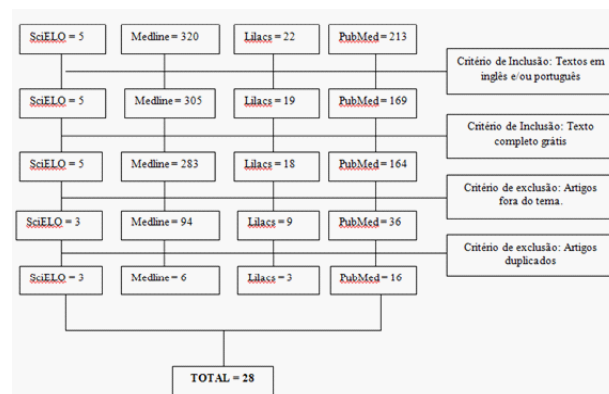 SciELO = 5 Medline = 320 Lilacs = 22 PubMed = 213
Critério de Inclusão: Textos em
inglês e/ou português
SciELO = 5 Medline = 305 Lilacs = 19 PubMed = 169
Critério de Inclusão: Texto
completo grátis
SciELO = 5 Medline = 283 Lilacs = 18 PubMed = 164
Critério de exclusão: Artigos
fora do tema.
SciELO = 3 Medline = 94 Lilacs = 9 PubMed = 36
Critério de exclusão: Artigos
duplicados
SciELO = 3 Medline = 6 Lilacs = 3 PubMed = 16
TOTAL = 28